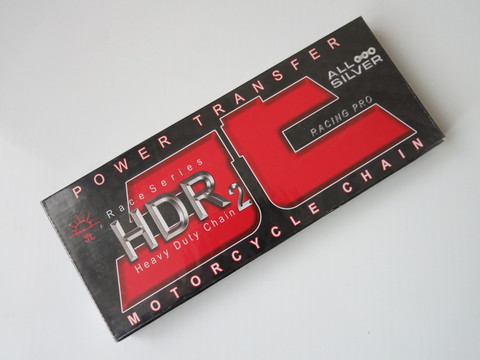 POWER TRANSFER
ALL
SILVER
RACING PRO
Race Series
HDR2
Heavy Duty Chain
MOTORCYCLE CHAIN